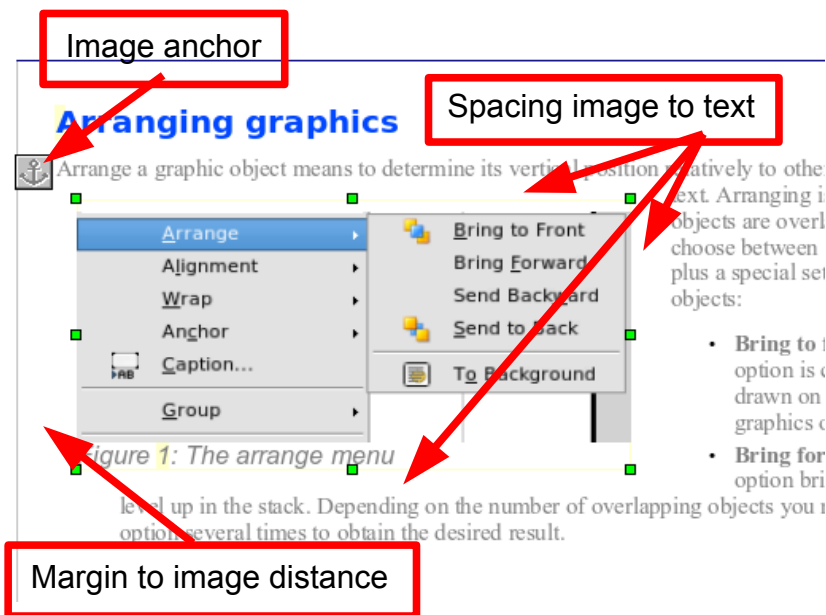 Image anchor
Spacing image to text
Arranging graphics
Arrange a graphic object means to determine its vertical position relatively to othe
text. Arranging is
objects are overl
choose between
plus a special set
objects:
Arrange
Alignment
Wrap
Anchor
Caption...
Group
Bring to Front
Bring Forward
Send Backward
Send to Back
To Background
Figure 1: The arrange menu
• Bring to f
option is c
drawn on
graphics o
• Bring for
option bri
level up in the stack. Depending on the number of overlapping objects you
option several times to obtain the desired result.
Margin to image distance